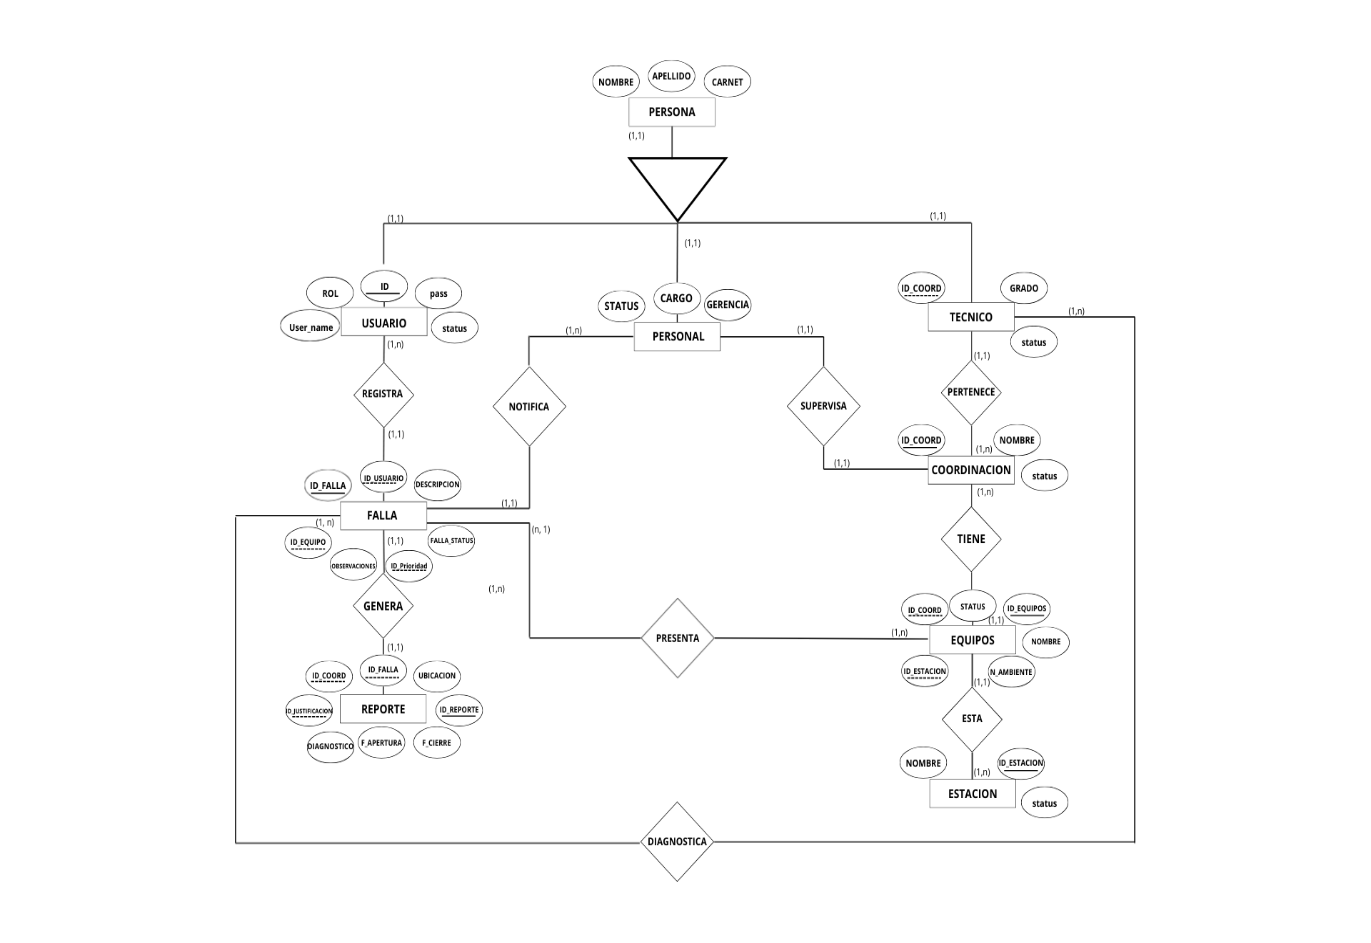 NOMBRE
APELLIDO
CARNET
PERSONA
(1,1)
(1,1)
(1,1)
(1,1)
ROL
ID
pass
User_name
USUARIO
status
(1,n)
STATUS
CARGO
GERENCIA
PERSONAL
(1,n)
(1,1)
ID_COORD
GRADO
TECNICO
status
(1,n)
(1,1)
REGISTRA
NOTIFICA
SUPERVISA
PERTENECE
(1,1)
(1,1)
(1,n)
ID_COORD
NOMBRE
COORDINACION
status
(1,n)
ID_FALLA
ID_USUARIO
DESCRIPCION
FALLA
(1,1)
(1, n)
(n, 1)
ID_EQUIPO
(1,1)
FALLA_STATUS
OBSERVACIONES
ID_Prioridad
TIENE
(1,n)
GENERA
PRESENTA
(1,n)
ID_COORD
STATUS
ID_EQUIPOS
(1,1)
EQUIPOS
NOMBRE
ID_ESTACION
N_AMBIENTE
(1,1)
(1,1)
ID_COORD
ID_FALLA
UBICACION
ID_JUSTIFICACION
REPORTE
ID_REPORTE
DIAGNOSTICO
F_APERTURA
F_CIERRE
ESTA
NOMBRE
(1,n)
ID_ESTACION
ESTACION
status
DIAGNOSTICA